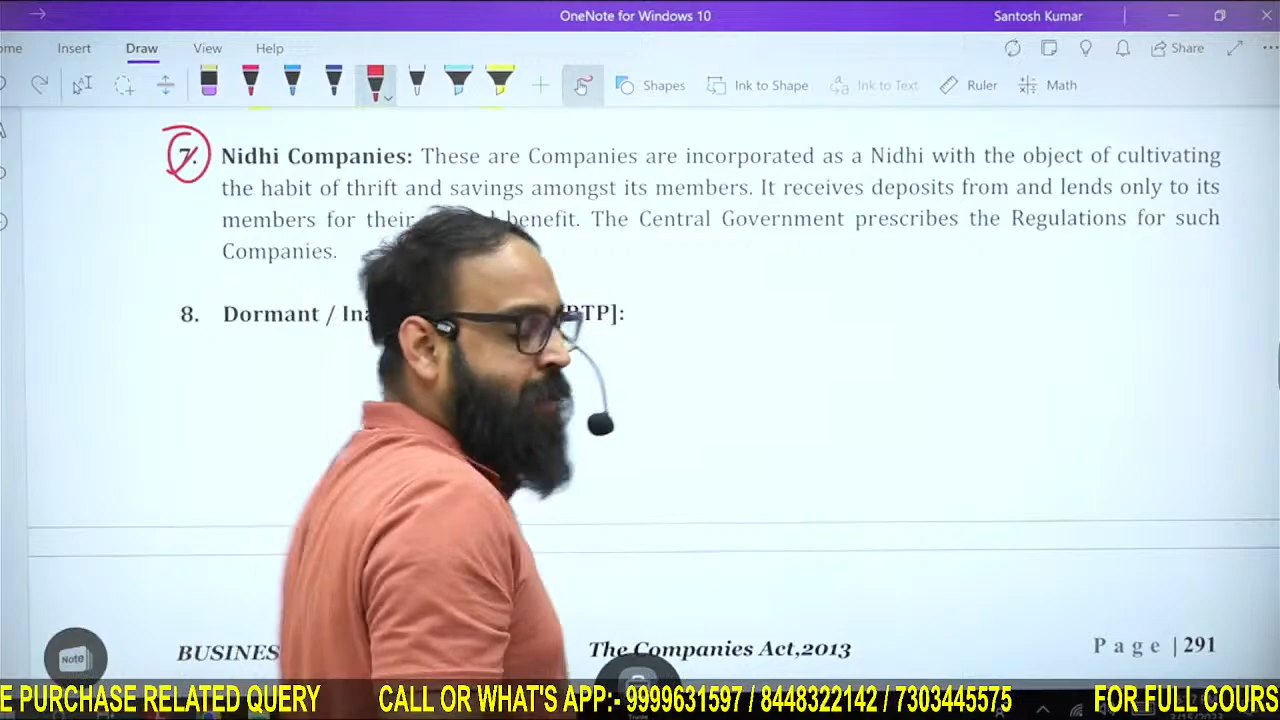 OneNote for Windows 10
Santosh Kumar
Insert Draw View Help
Share
Shapes Ink to Shape Ink to Text Ruler Math
7. Nidhi Companies: These are Companies are incorporated as a Nidhi with the object of cultivating
the habit of thrift and savings amongst its members. It receives deposits from and lends only to its
members for their benefit. The Central Government prescribes the Regulations for such
Companies.
8. Dormant /
BUSINES
The Companies Act,2013
Page | 291
Note
E PURCHASE RELATED QUERY CALL OR WHAT'S APP:- 9999631597 / 8448322142 / 7303445575 FOR FULL COURS